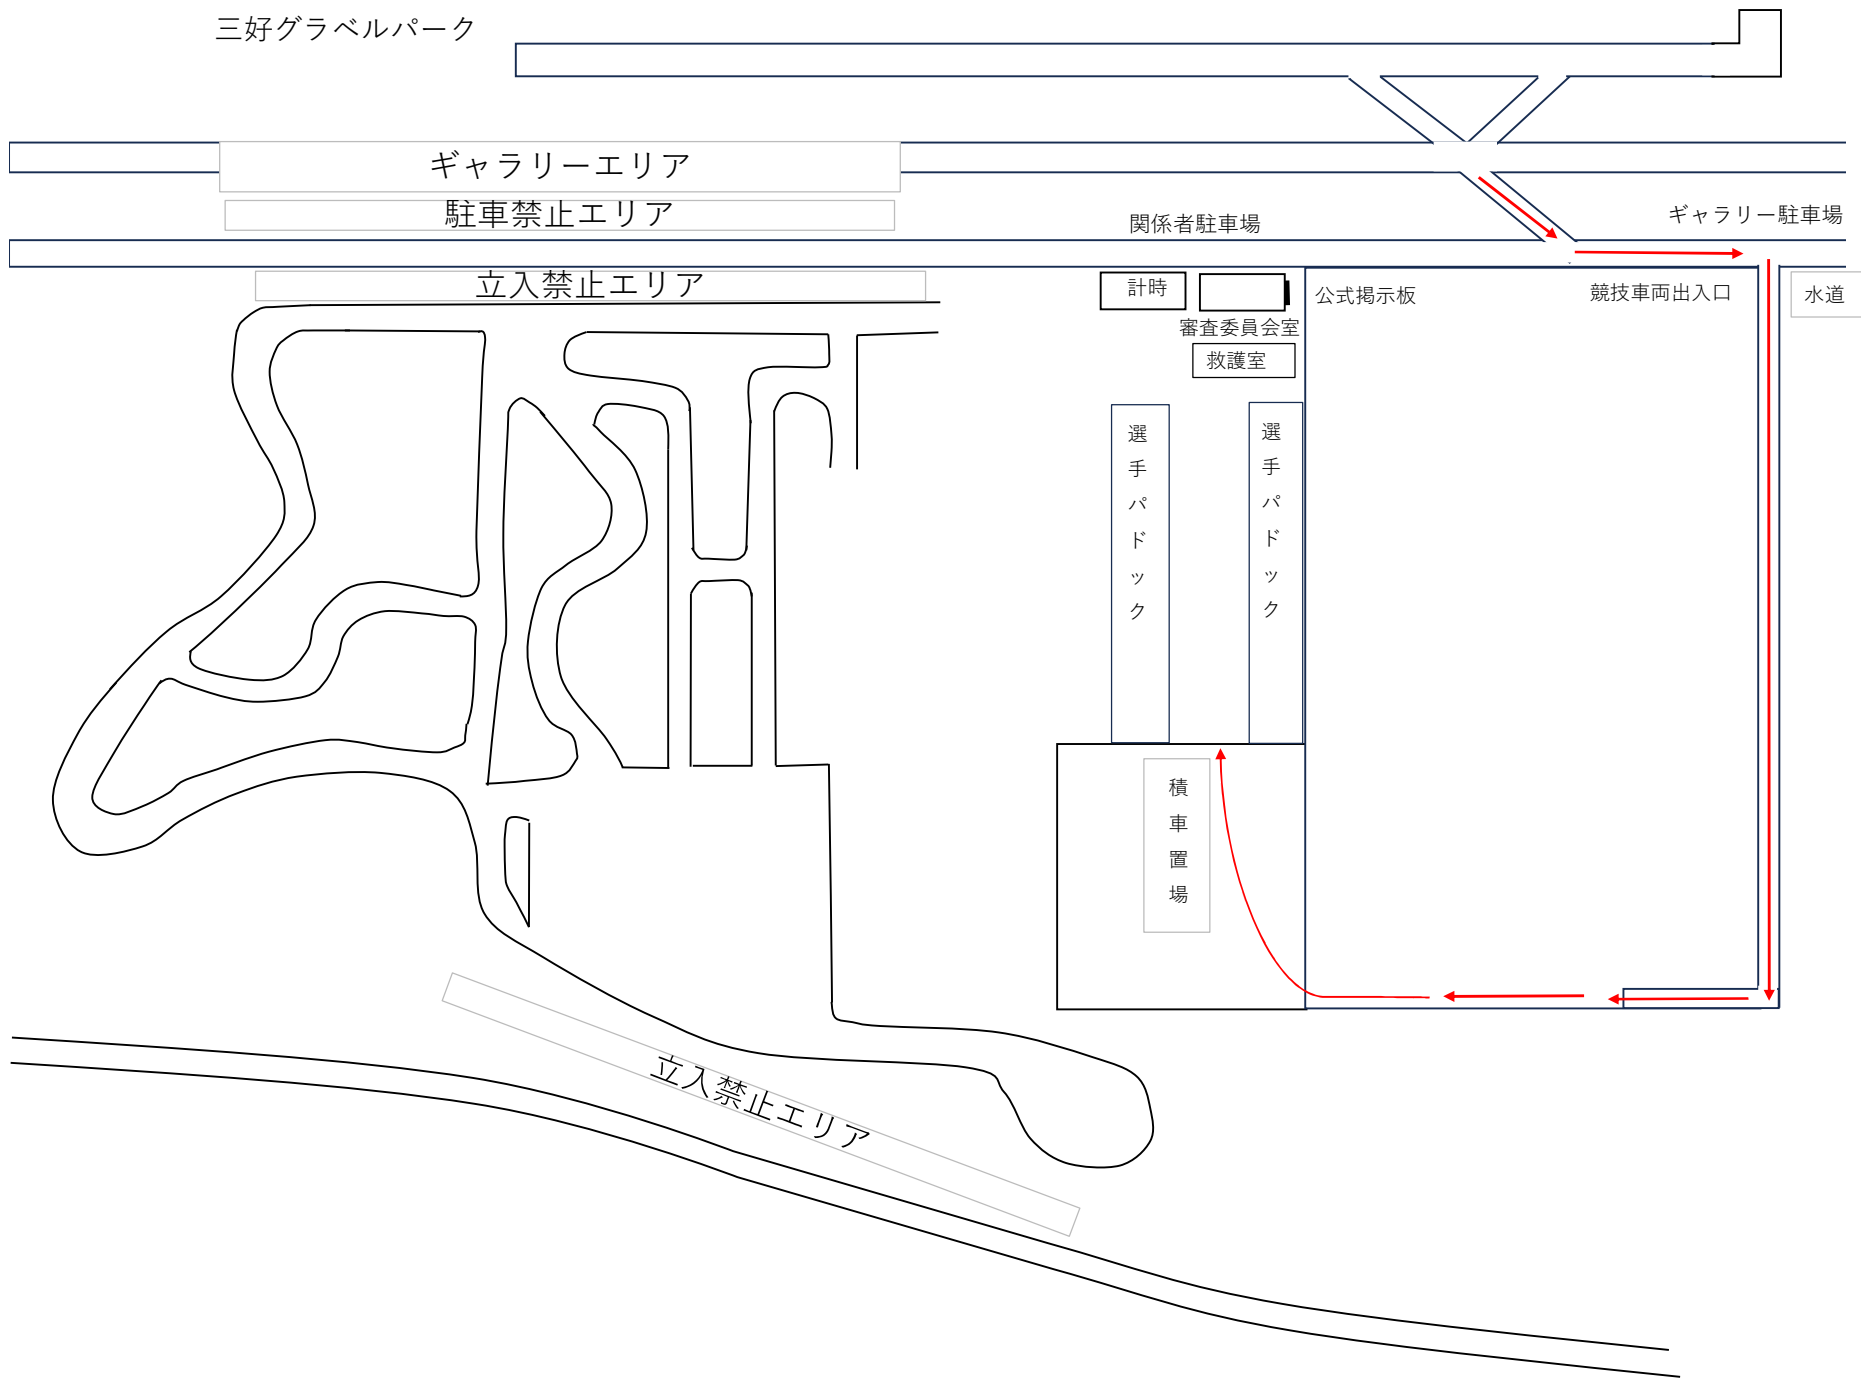 三好グラベルパーク
ギャラリーエリア
駐車禁止エリア
関係者駐車場
ギャラリー駐車場
立入禁止エリア
計時
公式掲示板
競技車両出入口
水道
審査委員会室
救護室
選手パドック
選手パドック
積車置場
立入禁止エリア